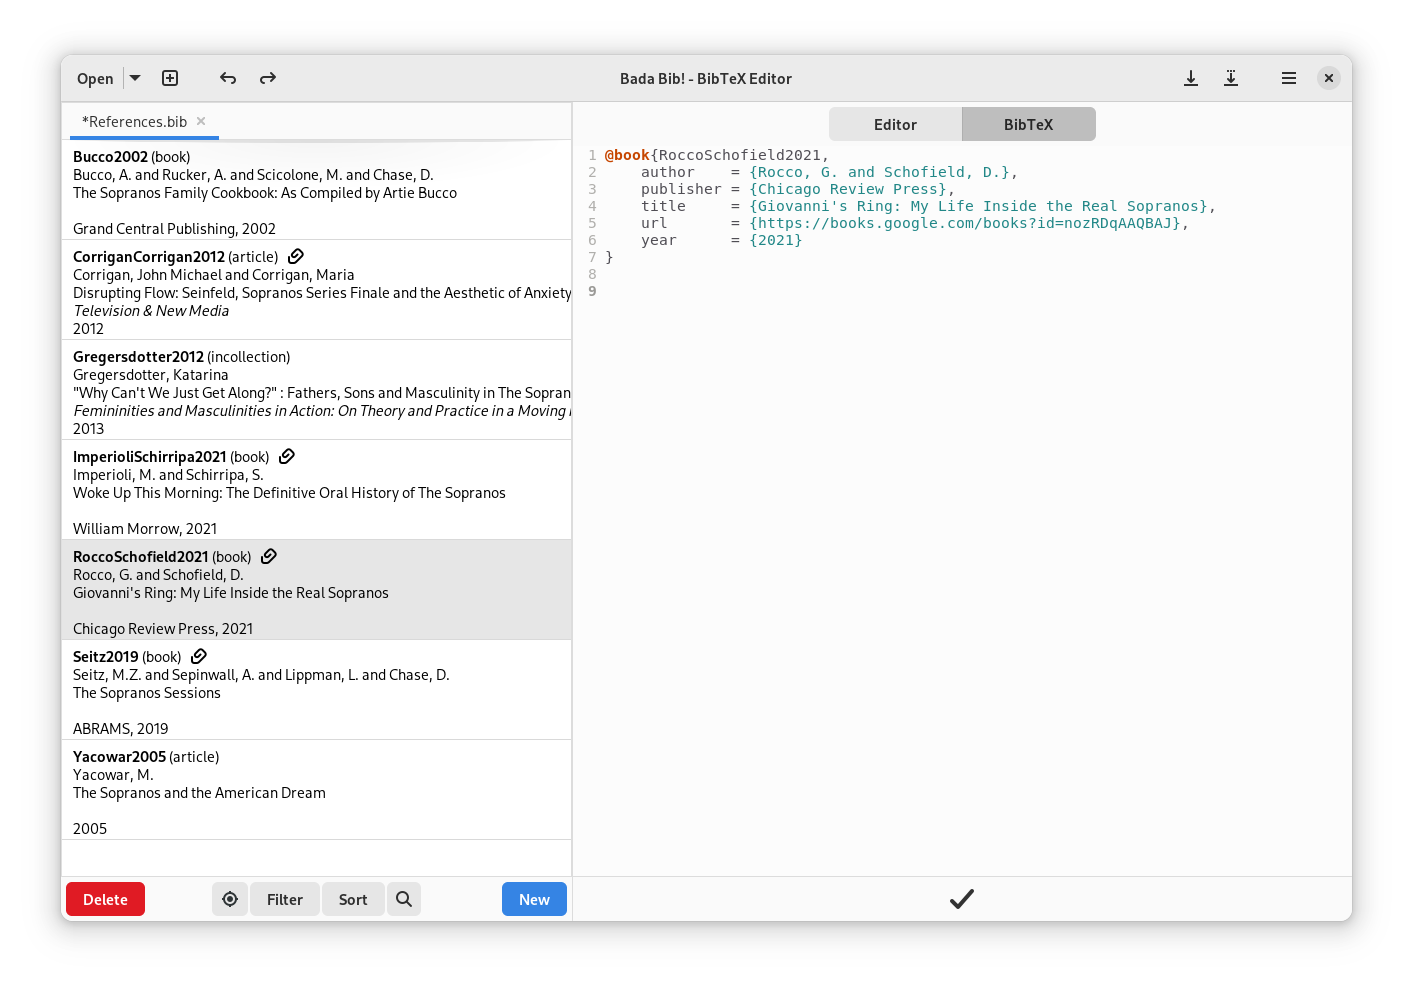 Open
Bada Bib! - BibTeX Editor
*References.bib
Editor
BibTeX
Bucco2002 (book)
Bucco, A. and Rucker, A. and Scicolone, M. and Chase, D.
The Sopranos Family Cookbook: As Compiled by Artie Bucco
Grand Central Publishing, 2002
CorriganCorrigan2012 (article)
Corrigan, John Michael and Corrigan, Maria
Disrupting Flow: Seinfeld, Sopranos Series Finale and the Aesthetic of Anxiety
Television & New Media
2012
Gregersdotter2012 (incollection)
Gregersdotter, Katarina
"Why Can't We Just Get Along?" : Fathers, Sons and Masculinity in The Sopran
Femininities and Masculinities in Action: On Theory and Practice in a Moving
2013
ImperioliSchirripa2021 (book)
Imperioli, M. and Schirripa, S.
Woke Up This Morning: The Definitive Oral History of The Sopranos
William Morrow, 2021
RoccoSchofield2021 (book)
Rocco, G. and Schofield, D.
Giovanni's Ring: My Life Inside the Real Sopranos
Chicago Review Press, 2021
Seitz2019 (book)
Seitz, M.Z. and Sepinwall, A. and Lippman, L. and Chase, D.
The Sopranos Sessions
ABRAMS, 2019
Yacowar2005 (article)
Yacowar, M.
The Sopranos and the American Dream
2005
1 @book{RoccoSchofield2021,
2 author = {Rocco, G. and Schofield, D.},
3 publisher = {Chicago Review Press},
4 title = {Giovanni's Ring: My Life Inside the Real Sopranos},
5 url = {https://books.google.com/books?id=nozRDqAAQBAJ},
6 year = {2021}
7 }
8
9
Delete
Filter
Sort
New